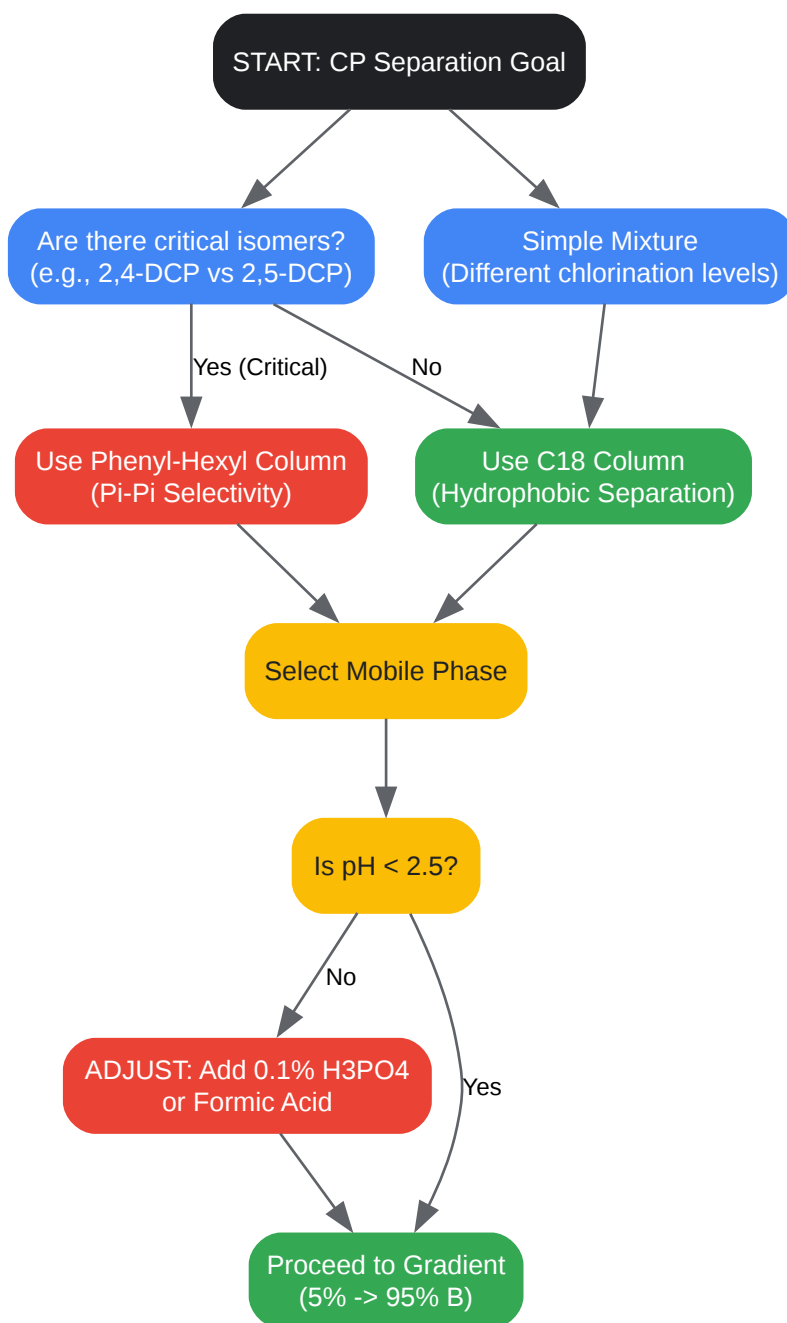 START: CP Separation Goal
Are there critical isomers?
(e.g., 2,4-DCP vs 2,5-DCP)
Simple Mixture
(Different chlorination levels)
Yes (Critical)
No
Use Phenyl-Hexyl Column
(Pi-Pi Selectivity)
Use C18 Column
(Hydrophobic Separation)
Select Mobile Phase
Is pH < 2.5?
No
ADJUST: Add 0.1% H3PO4
or Formic Acid
Yes
Proceed to Gradient
(5% -> 95% B)